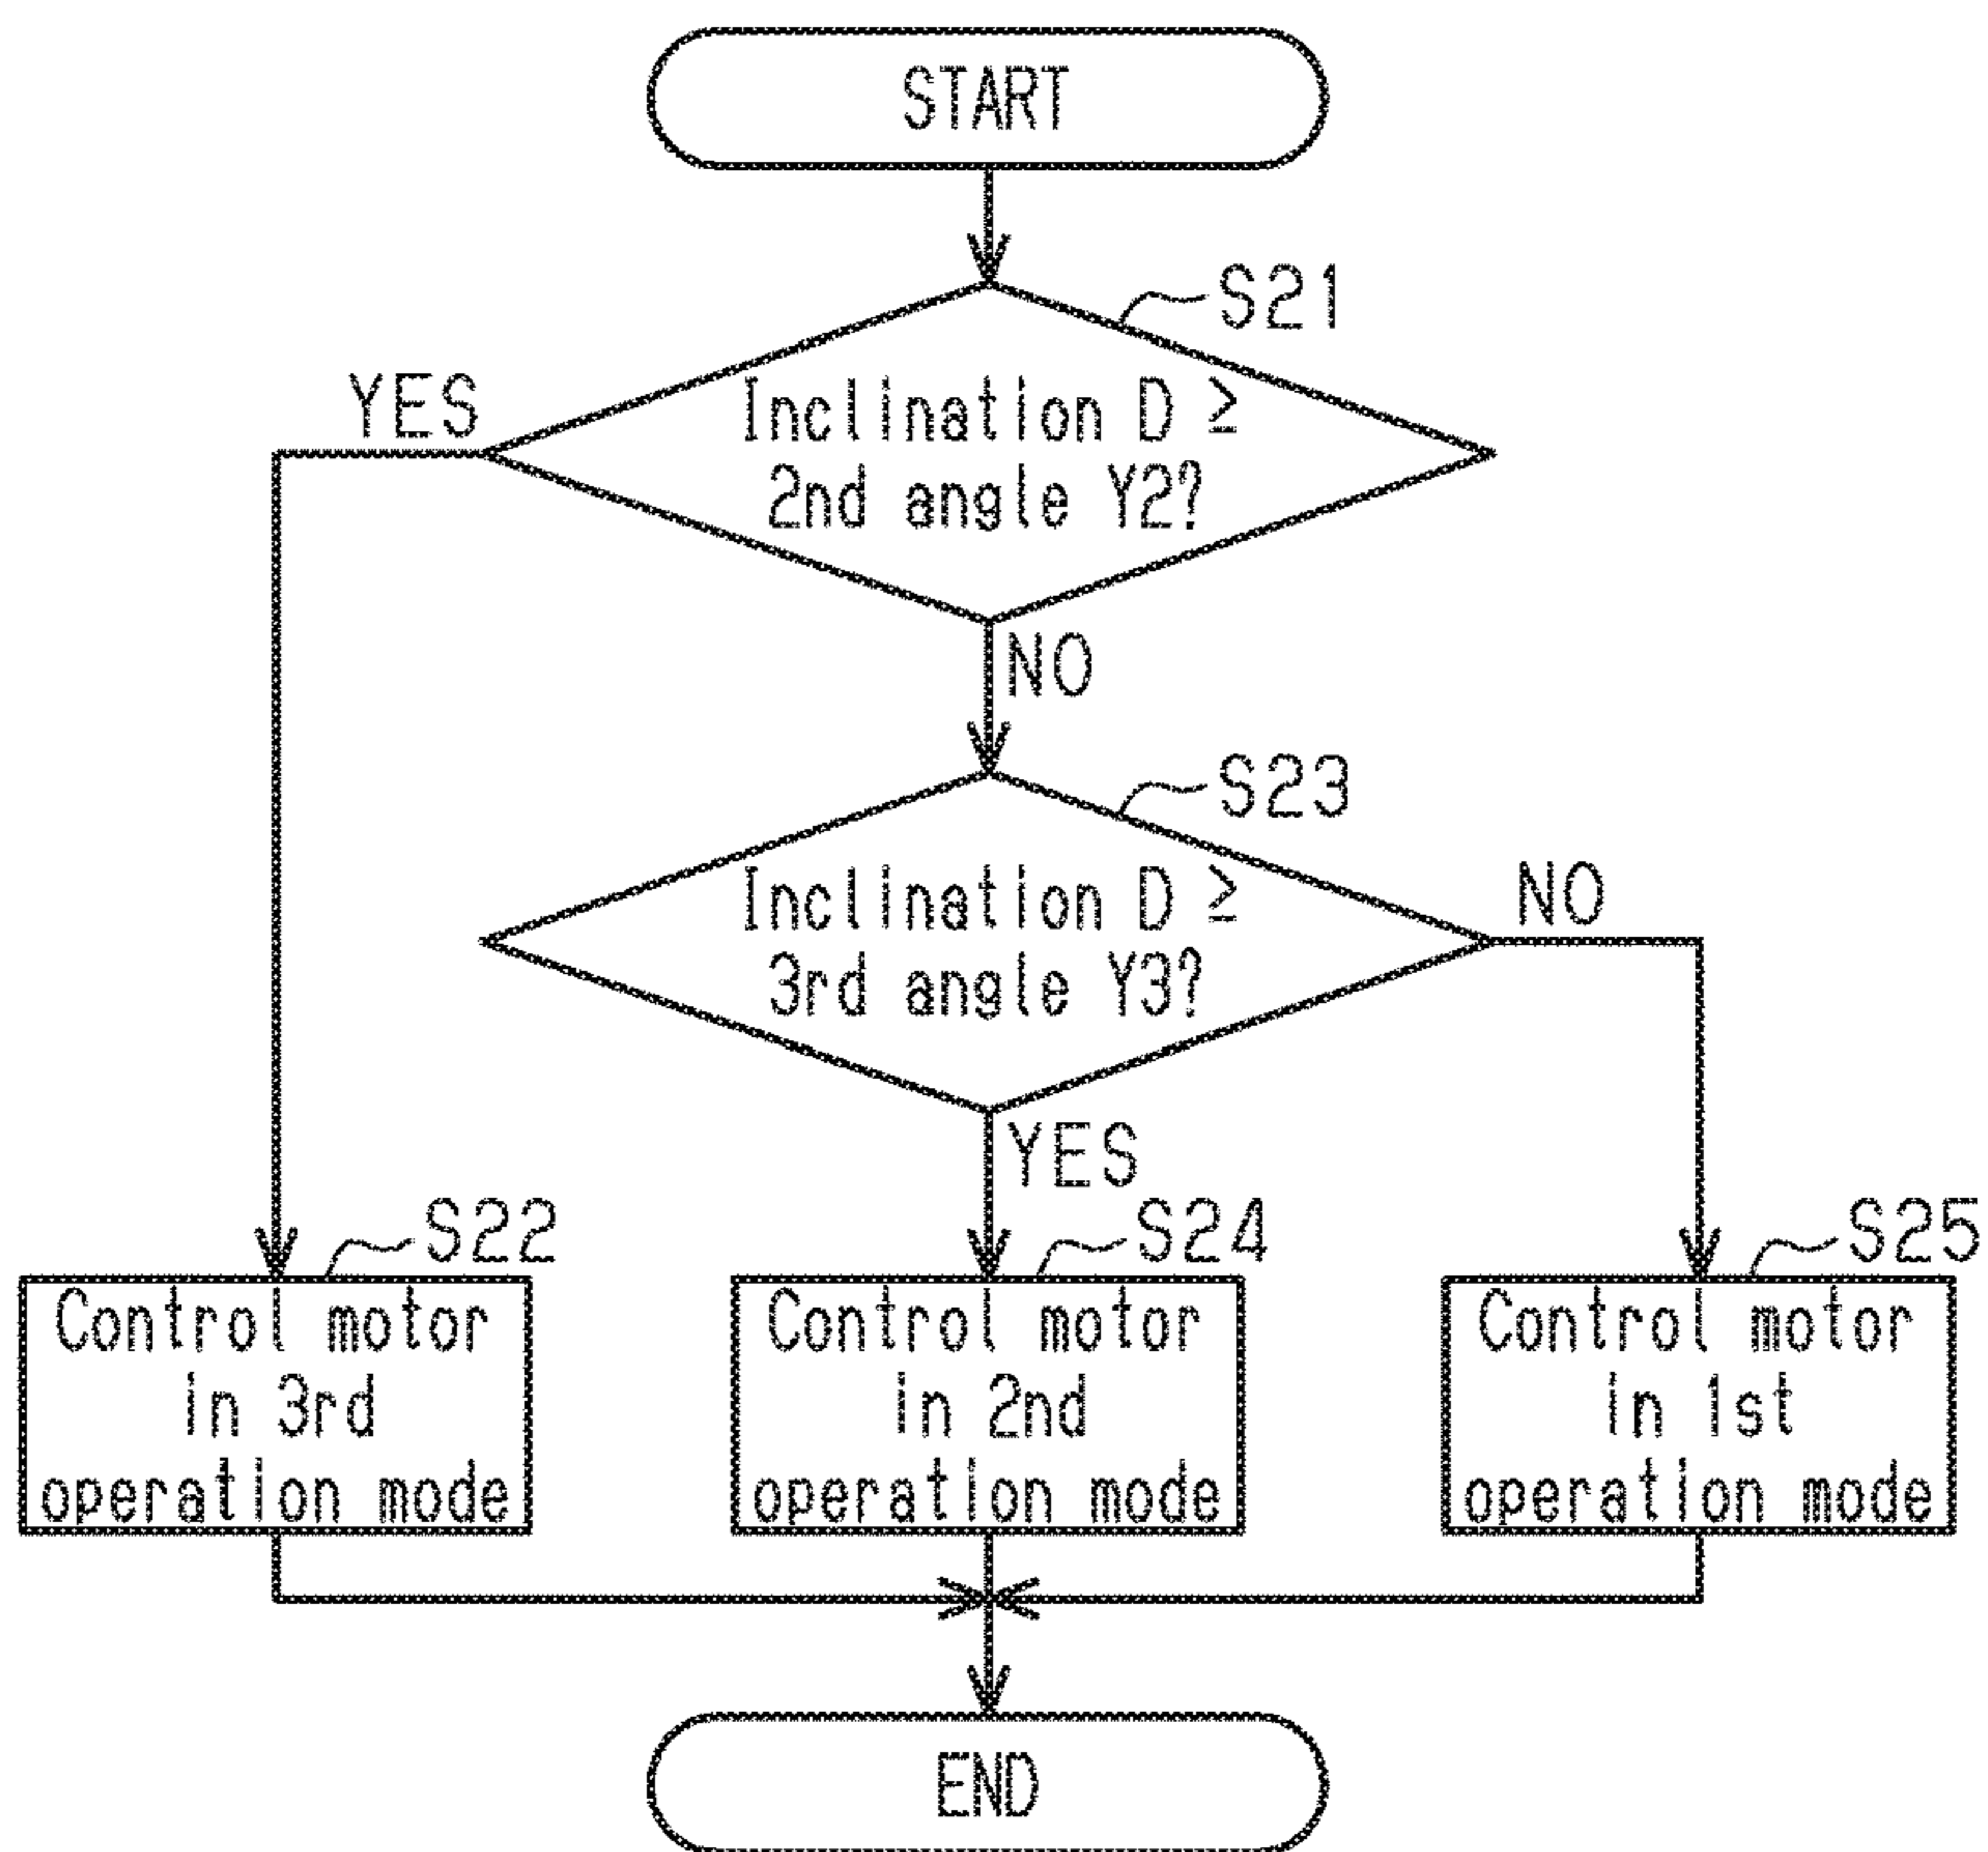 START
S21
YES
Inclination D ≥
2nd angle Y2?
NO
S23
Inclination D ≥
3rd angle Y3?
NO
YES
S22
Control motor
in 3rd
operation mode
S24
Control motor
in 2nd
operation mode
S25
Control motor
in 1st
operation mode
END